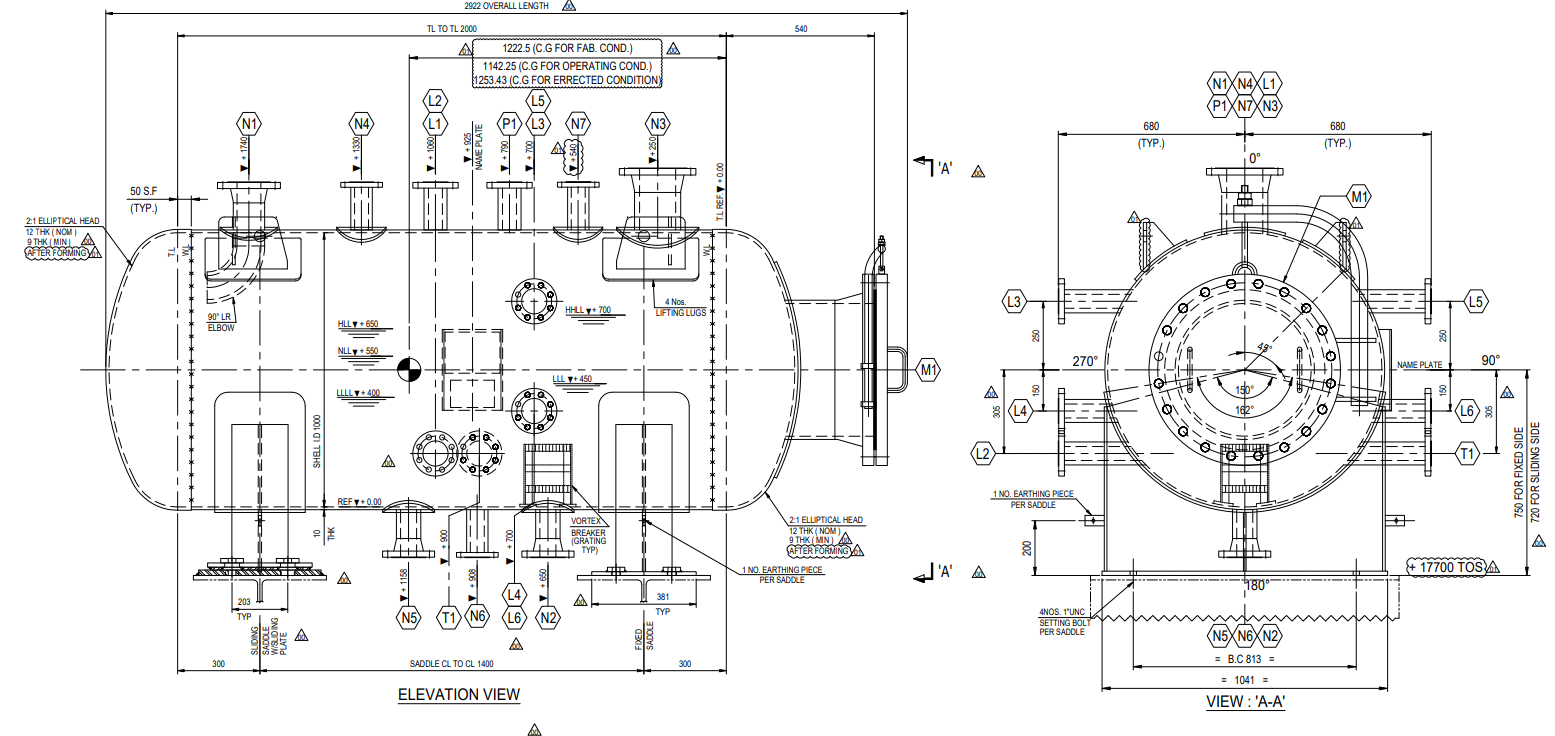 2922 OVERALL LENGTH
TL TO TL 2000
540
1222.5 (C.G FOR FAB. COND.)
1142.25 (C.G FOR OPERATING COND.)
1253.43 (C.G FOR ERRECTED CONDITION)
N1
N4
L2
L1
P1
L5
L3
N7
N3
+ 1740
+ 1330
+ 1060
+ 925
NAME PLATE
+ 790
+ 700
+ 540
+ 250
T.L REF. + 0.00
'A'
50 S.F
(TYP.)
2:1 ELLIPTICAL HEAD
12 THK ( NOM )
9 THK ( MIN )
AFTER FORMING
T.L
W.L
W.L
90° LR
ELBOW
4 Nos.
LIFTING LUGS
HLL + 650
HHLL + 700
NLL + 550
LLL + 450
LLLL + 400
SHELL I.D 1000
REF + 0.00
10
THK
M1
VORTEX
BREAKER
(GRATING
TYP)
2:1 ELLIPTICAL HEAD
12 THK ( NOM )
9 THK ( MIN )
AFTER FORMING
1 NO. EARTHING PIECE
PER SADDLE
'A'
203
TYP
381
TYP
+ 1158
+ 900
+ 908
+ 700
+ 650
N5
T1
N6
L4
L6
N2
SLIDING
SADDLE
W/SLIDING
PLATE
FIXED
SADDLE
300
SADDLE CL TO CL 1400
300
ELEVATION VIEW
N1
N4
L1
P1
N7
N3
680
(TYP.)
680
(TYP.)
0°
M1
L3
L5
250
250
270°
90°
NAME PLATE
45°
150°
162°
150
150
305
305
L4
L6
L2
T1
1 NO. EARTHING PIECE
PER SADDLE
200
750 FOR FIXED SIDE
720 FOR SLIDING SIDE
+ 17700 TOS
180°
4NOS. 1"UNC
SETTING BOLT
PER SADDLE
N5
N6
N2
= B.C 813 =
= 1041 =
VIEW : 'A-A'